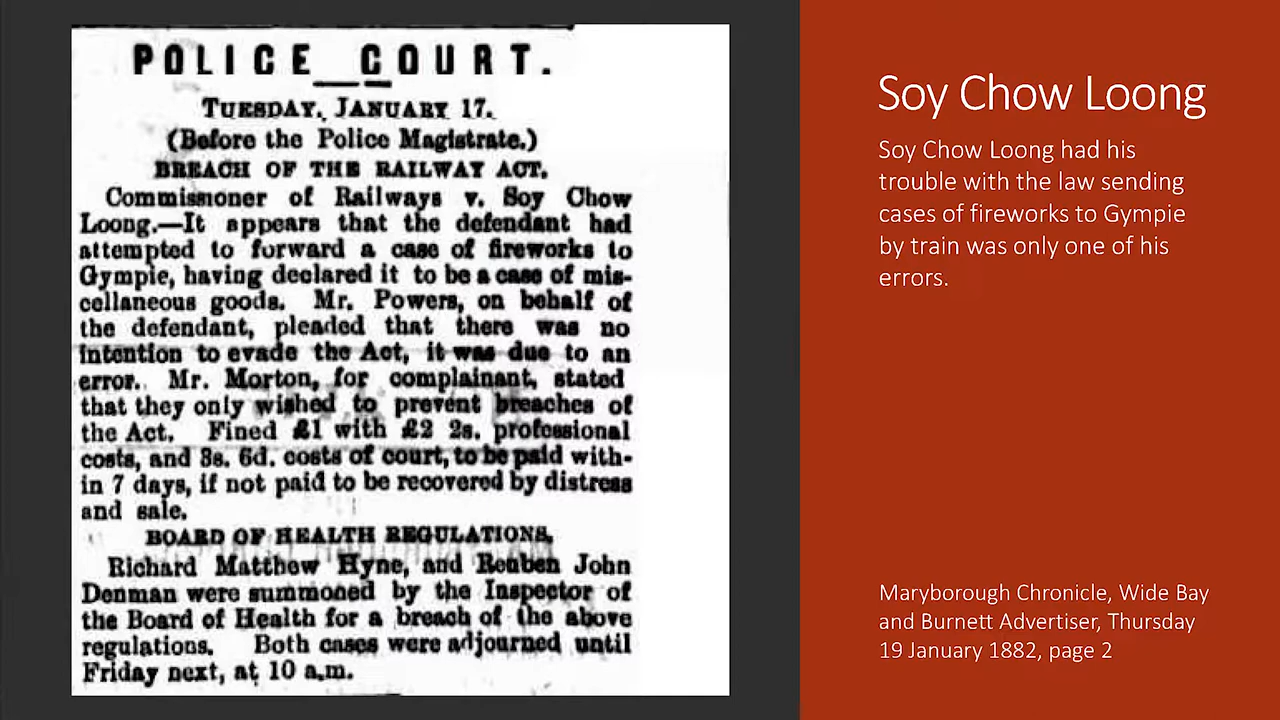 POLICE COURT.
TUESDAY, JANUARY 17.
(Before the Police Magistrate.)
BREACH OF THE RAILWAY ACT.
Commissioner of Railways v. Soy Chow
Loong.—It appears that the defendant had
attempted to forward a case of fireworks to
Gympie, having declared it to be a case of mis-
cellaneous goods. Mr. Powers, on behalf of
the defendant, pleaded that there was no
intention to evade the Act, it was due to an
error. Mr. Morton, for complainant, stated
that they only wished to prevent breaches of
the Act. Fined £1 with £2 2s. professional
costs, and 3s. 6d. costs of court, to be paid with-
in 7 days, if not paid to be recovered by distress
and sale.
BOARD OF HEALTH REGULATIONS.
Richard Matthew Hyne, and Reuben John
Denman were summoned by the Inspector of
the Board of Health for a breach of the above
regulations. Both cases were adjourned until
Friday next, at 10 a.m.
Soy Chow Loong
Soy Chow Loong had his
trouble with the law sending
cases of fireworks to Gympie
by train was only one of his
errors.
Maryborough Chronicle, Wide Bay
and Burnett Advertiser, Thursday
19 January 1882, page 2